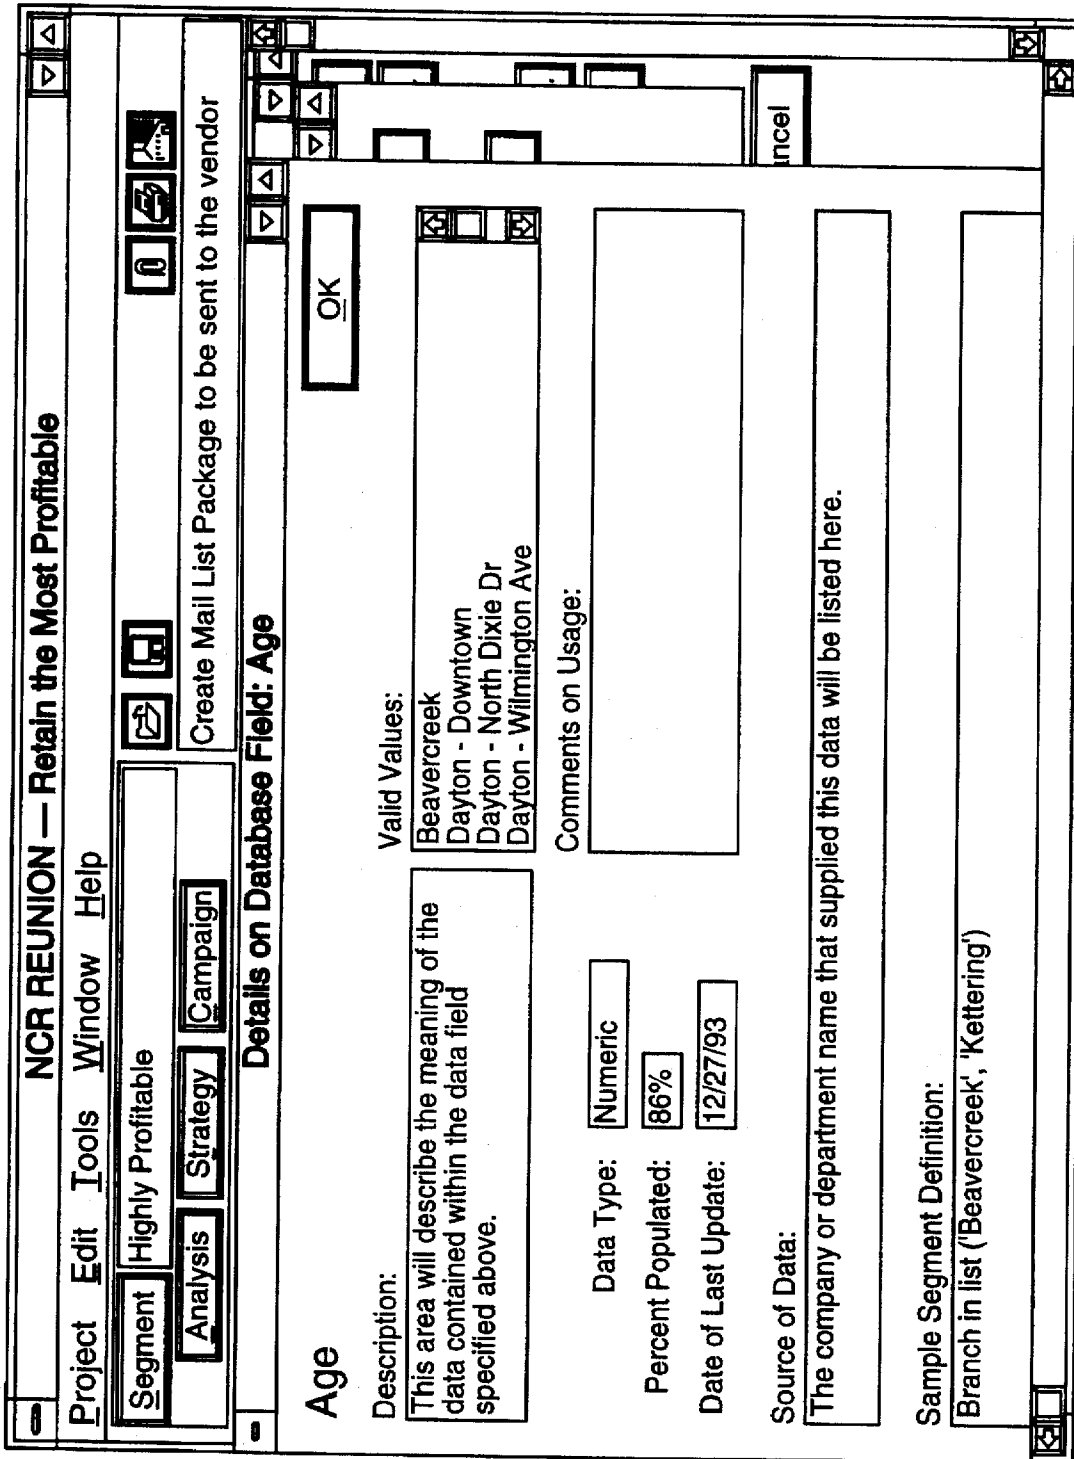 NCR REUNION — Retain the Most Profitable
Project Edit Tools Window Help
Segment Highly Profitable
Analysis Strategy Campaign
Create Mail List Package to be sent to the vendor
Details on Database Field: Age
Age
OK
Description:
This area will describe the meaning of the
data contained within the data field
specified above.
Valid Values:
Beavercreek
Dayton - Downtown
Dayton - North Dixie Dr
Dayton - Wilmington Ave
Data Type: Numeric
Percent Populated: 86%
Date of Last Update: 12/27/93
Comments on Usage:
Source of Data:
The company or department name that supplied this data will be listed here.
Sample Segment Definition:
Branch in list ('Beavercreek', 'Kettering')
ncel